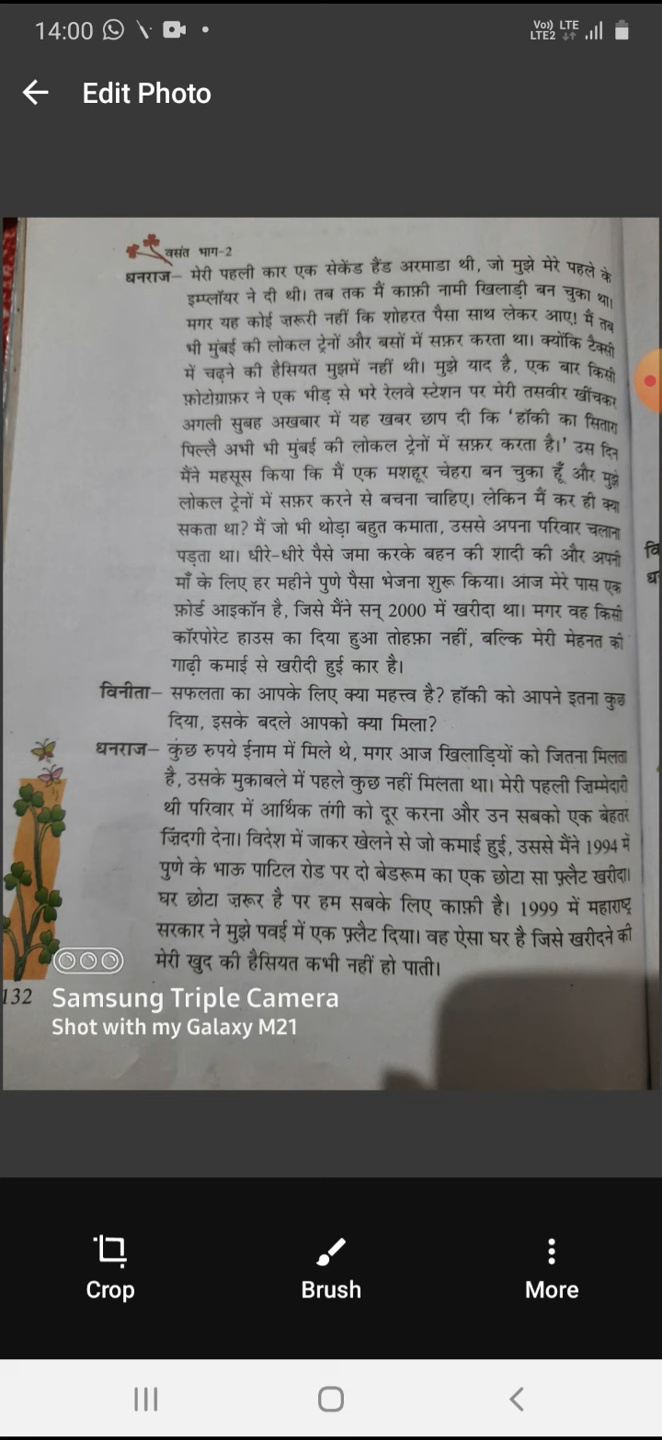 14:00
Vo)) LTE
LTE2
Edit Photo
वसंत भाग-2
धनराज– मेरी पहली कार एक सेकेंड हैंड अरमाडा थी, जो मुझे मेरे पहले के
इम्प्लॉयर ने दी थी। तब तक मैं काफ़ी नामी खिलाड़ी बन चुका था।
मगर यह कोई ज़रूरी नहीं कि शोहरत पैसा साथ लेकर आए! मैं तब
भी मुंबई की लोकल ट्रेनों और बसों में सफ़र करता था। क्योंकि टैक्सी
में चढ़ने की हैसियत मुझमें नहीं थी। मुझे याद है, एक बार किसी
फ़ोटोग्राफ़र ने एक भीड़ से भरे रेलवे स्टेशन पर मेरी तसवीर खींचकर
अगली सुबह अखबार में यह खबर छाप दी कि ‘हॉकी का सितारा
पिल्लै अभी भी मुंबई की लोकल ट्रेनों में सफ़र करता है।’ उस दिन
मैंने महसूस किया कि मैं एक मशहूर चेहरा बन चुका हूँ और मुझे
लोकल ट्रेनों में सफ़र करने से बचना चाहिए। लेकिन मैं कर ही क्या
सकता था? मैं जो भी थोड़ा बहुत कमाता, उससे अपना परिवार चलाना
पड़ता था। धीरे-धीरे पैसे जमा करके बहन की शादी की और अपनी
माँ के लिए हर महीने पुणे पैसा भेजना शुरू किया। आज मेरे पास एक
फ़ोर्ड आइकॉन है, जिसे मैंने सन् 2000 में खरीदा था। मगर वह किसी
कॉरपोरेट हाउस का दिया हुआ तोहफ़ा नहीं, बल्कि मेरी मेहनत की
गाढ़ी कमाई से खरीदी हुई कार है।
विनीता– सफलता का आपके लिए क्या महत्त्व है? हॉकी को आपने इतना कुछ
दिया, इसके बदले आपको क्या मिला?
धनराज– कुछ रुपये ईनाम में मिले थे, मगर आज खिलाड़ियों को जितना मिलता
है, उसके मुकाबले में पहले कुछ नहीं मिलता था। मेरी पहली ज़िम्मेदारी
थी परिवार में आर्थिक तंगी को दूर करना और उन सबको एक बेहतर
ज़िंदगी देना। विदेश में जाकर खेलने से जो कमाई हुई, उससे मैंने 1994 में
पुणे के भाऊ पाटिल रोड पर दो बेडरूम का एक छोटा सा फ़्लैट खरीदा।
घर छोटा ज़रूर है पर हम सबके लिए काफ़ी है। 1999 में महाराष्ट्र
सरकार ने मुझे पवई में एक फ़्लैट दिया। वह ऐसा घर है जिसे खरीदने की
मेरी खुद की हैसियत कभी नहीं हो पाती।
132
Samsung Triple Camera
Shot with my Galaxy M21
Crop
Brush
More